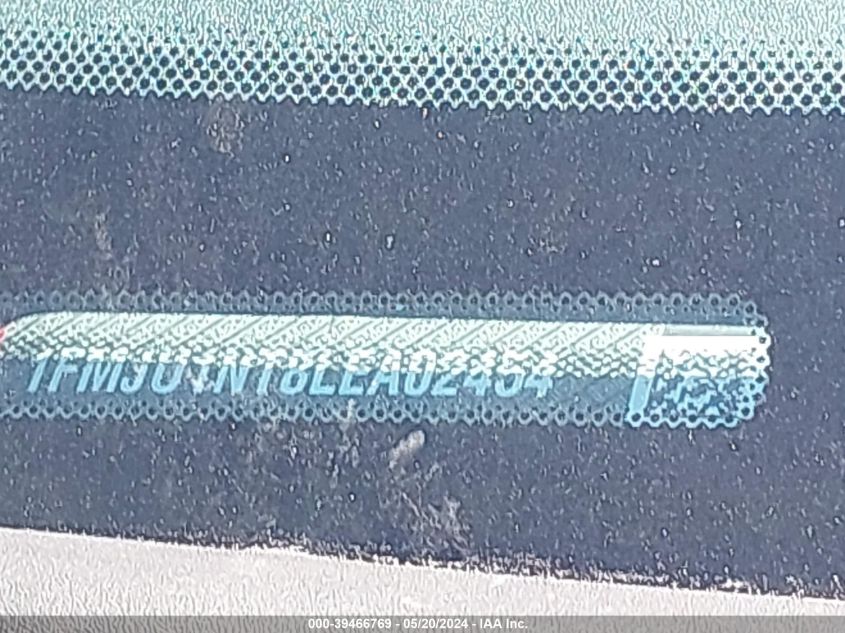 1FMJU1NT8LEA02454
000-39466769 | 05/20/2024 - IAA Inc.